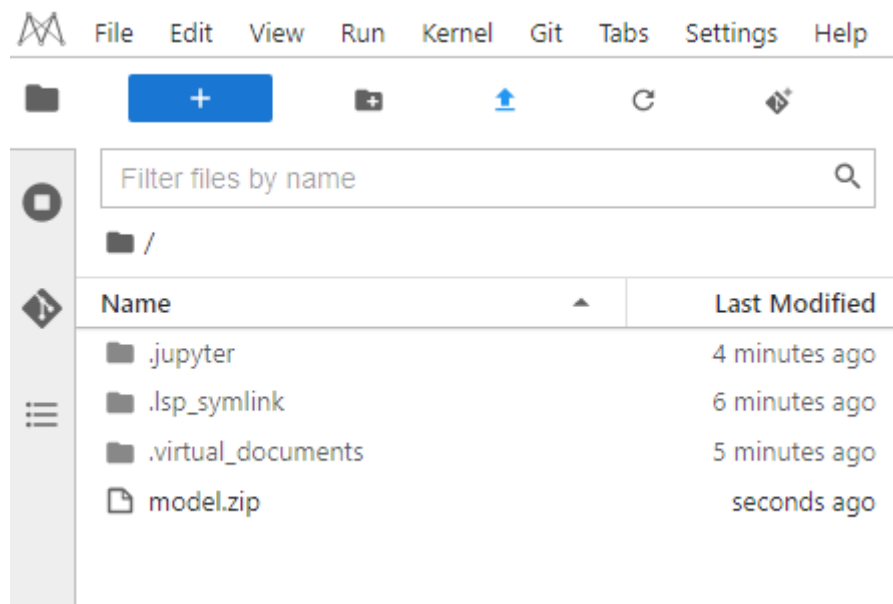 File Edit View Run Kernel Git Tabs Settings Help
+
Filter files by name
/
Name Last Modified
.jupyter 4 minutes ago
.lsp_symlink 6 minutes ago
.virtual_documents 5 minutes ago
model.zip seconds ago